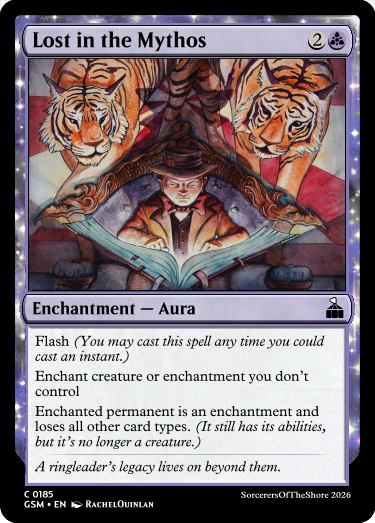 Lost in the Mythos 2
Enchantment — Aura
Flash (You may cast this spell any time you could
cast an instant.)
Enchant creature or enchantment you don't
control
Enchanted permanent is an enchantment and
loses all other card types. (It still has its abilities,
but it's no longer a creature.)
A ringleader's legacy lives on beyond them.
C 0185
GSM • EN RachelQuinlan
SorcerersOfTheShore 2026